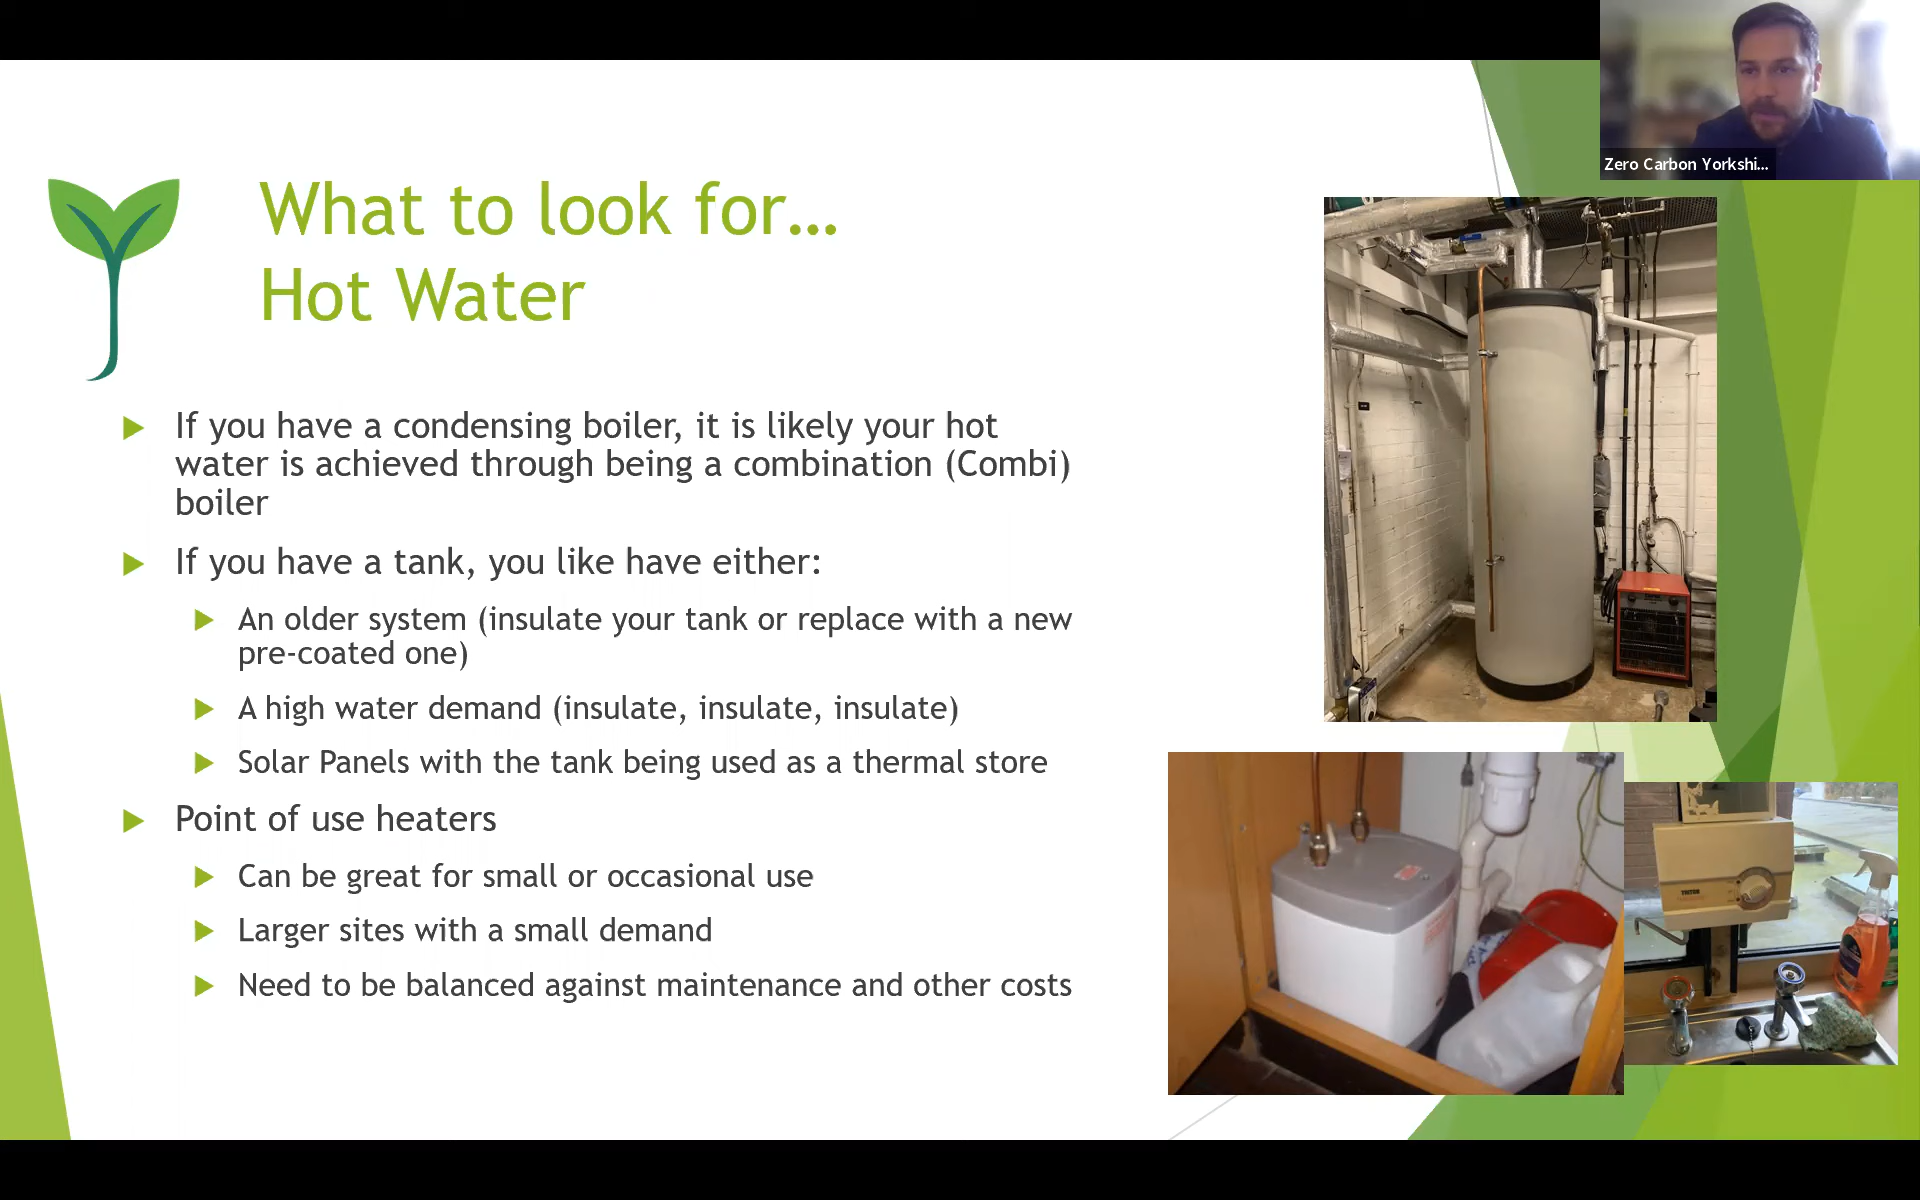 Zero Carbon Yorkshi...
What to look for...
Hot Water
If you have a condensing boiler, it is likely your hot
water is achieved through being a combination (Combi)
boiler
If you have a tank, you like have either:
An older system (insulate your tank or replace with a new
pre-coated one)
A high water demand (insulate, insulate, insulate)
Solar Panels with the tank being used as a thermal store
Point of use heaters
Can be great for small or occasional use
Larger sites with a small demand
Need to be balanced against maintenance and other costs